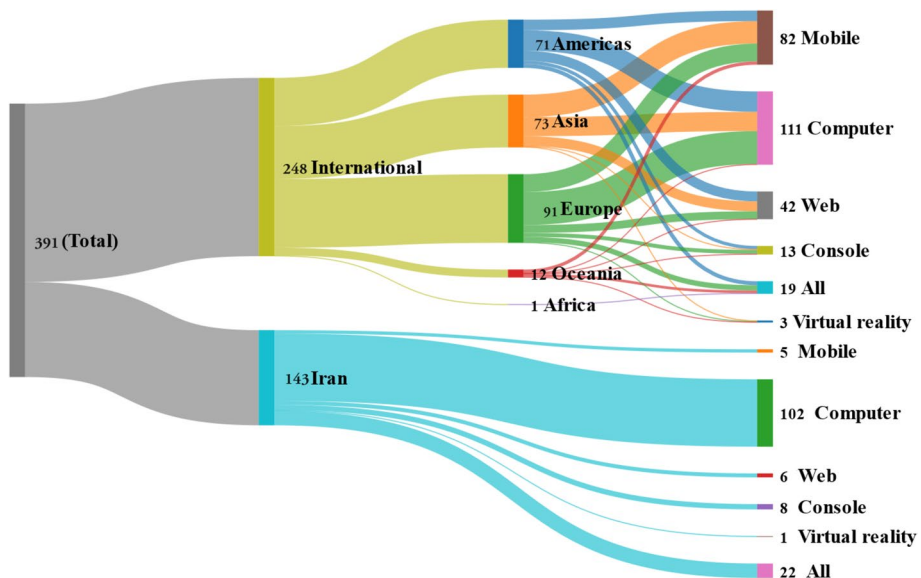 391 (Total)
248 International
143 Iran
71 Americas
73 Asia
91 Europe
12 Oceania
1 Africa
82 Mobile
111 Computer
42 Web
13 Console
19 All
3 Virtual reality
5 Mobile
102 Computer
6 Web
8 Console
1 Virtual reality
22 All